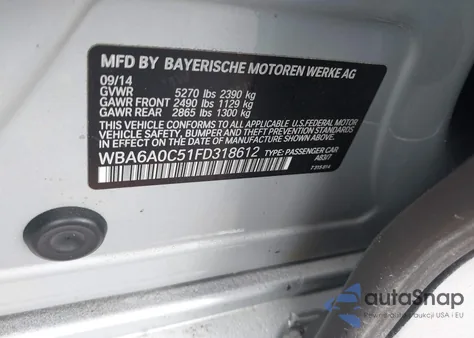 MFD BY BAYERISCHE MOTOREN WERKE AG
09/14
GVWR 5270 lbs 2390 kg
GAWR FRONT 2490 lbs 1129 kg
GAWR REAR 2865 lbs 1300 kg
THIS VEHICLE CONFORMS TO ALL APPLICABLE
U.S. FEDERAL SAFETY, BUMPER, AND THEFT
PREVENTION STANDARDS IN EFFECT ON THE
DATE OF MANUFACTURE SHOWN ABOVE.
WBA6A0C51FD318612 TYPE: PASSENGER CAR
A83/7
autoSnap